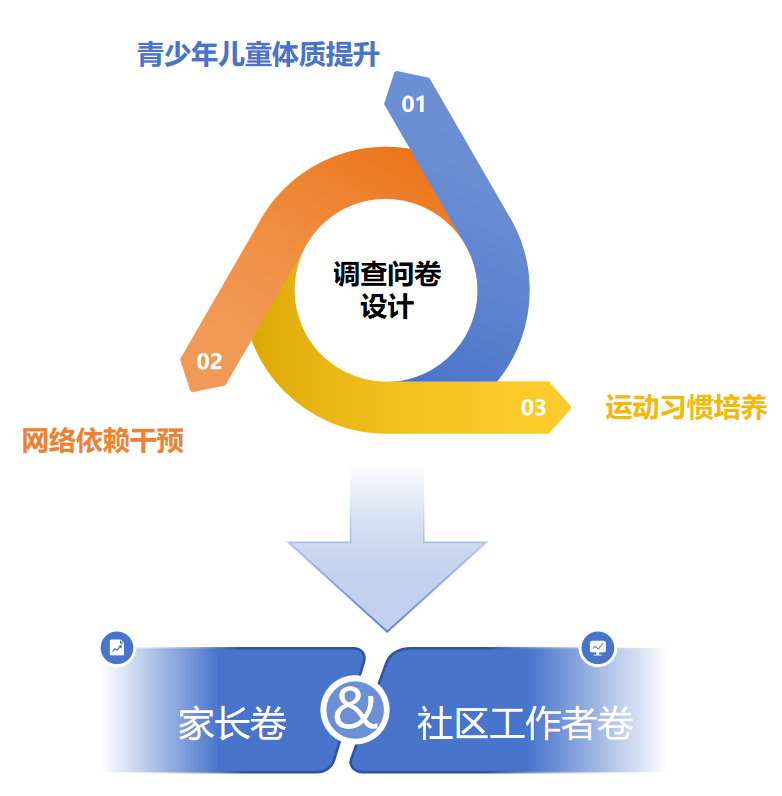 青少年儿童体质提升
01
调查问卷
设计
02
03
运动习惯培养
网络依赖干预
家长卷
&
社区工作者卷